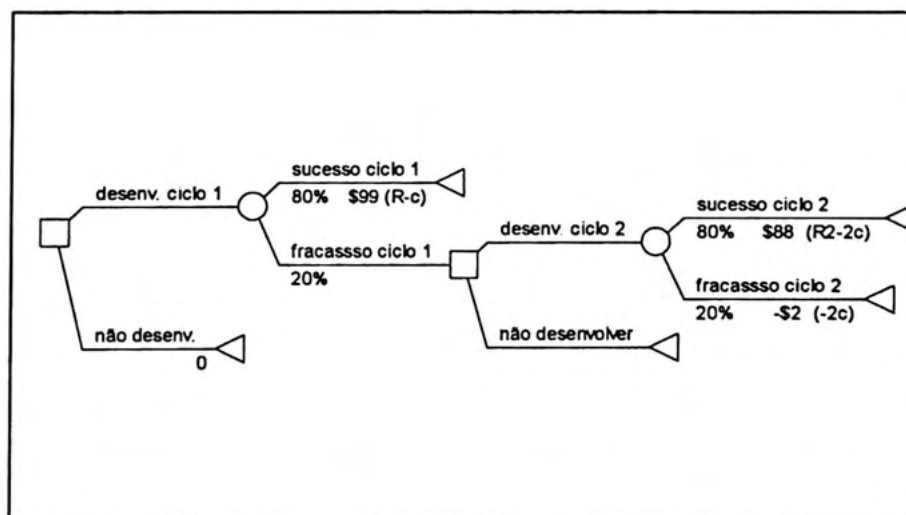 sucesso ciclo 1
desenv. ciclo 1
80% $99 (R-c)
sucesso ciclo 2
desenv. ciclo 2
80% $88 (R2-2c)
fracassso ciclo 1
20%
fracassso ciclo 2
20% -$2 (-2c)
não desenv.
0
não desenvolver